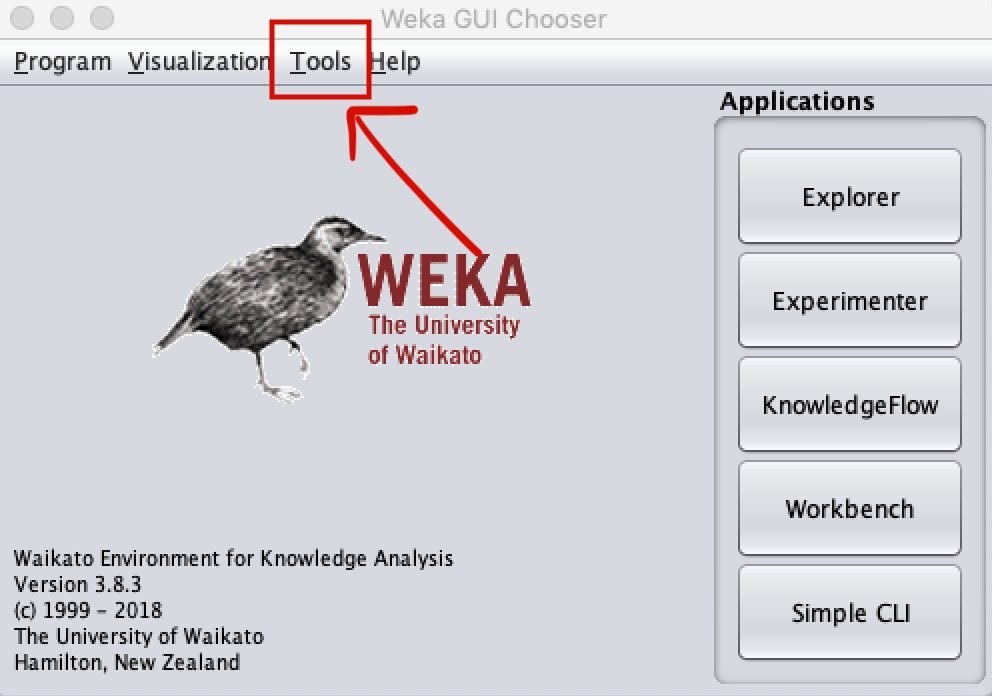 Weka GUI Chooser
Program Visualization Tools Help
Applications
Explorer
Experimenter
KnowledgeFlow
Workbench
Simple CLI
WEKA
The University
of Waikato
Waikato Environment for Knowledge Analysis
Version 3.8.3
(c) 1999 – 2018
The University of Waikato
Hamilton, New Zealand